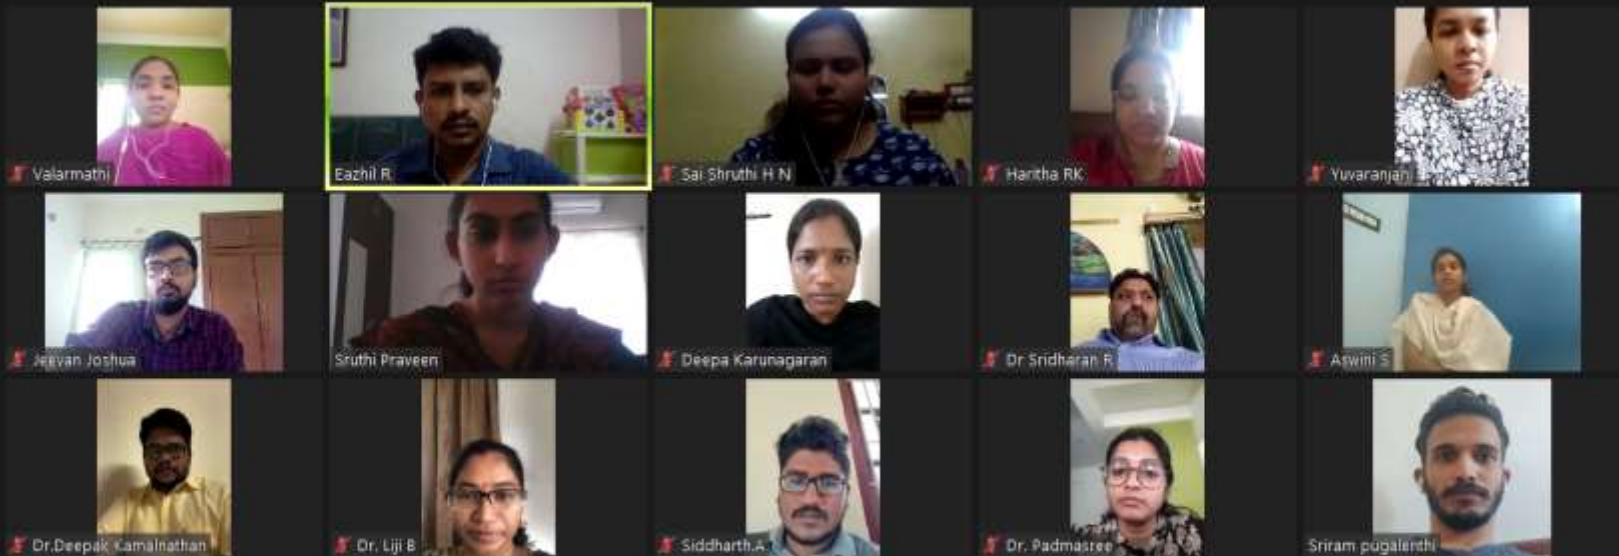 Valarmathi
Eazhil R
Sai Shruthi H N
Haritha RK
Yuvaranjan
Jeevan Joshua
Sruthi Praveen
Deepa Karunagaran
Dr Sridharan R
Aswini S
Dr.Deepak Kamalnathan
Dr. Liji B
Siddharth.A
Dr. Padmasree
Sriram pugalenthi